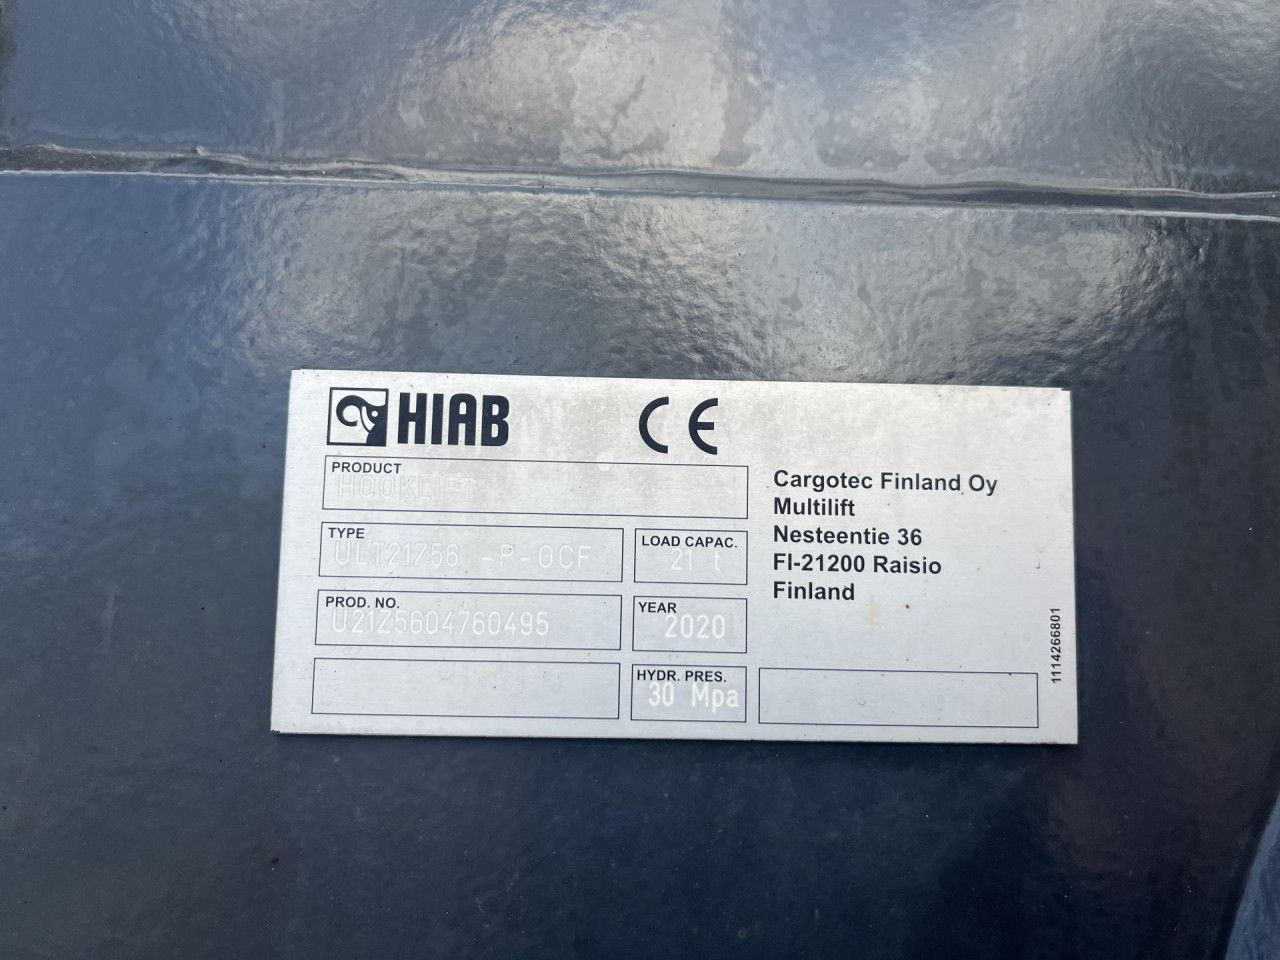 HIAB
CE
PRODUCT
HOOKLIFT
TYPE
ULT21Z56 -P-OCF
LOAD CAPAC.
21 t
PROD. NO.
U21Z5604760495
YEAR
2020
HYDR. PRES.
30 Mpa
Cargotec Finland Oy
Multilift
Nesteentie 36
FI-21200 Raisio
Finland
1114266801